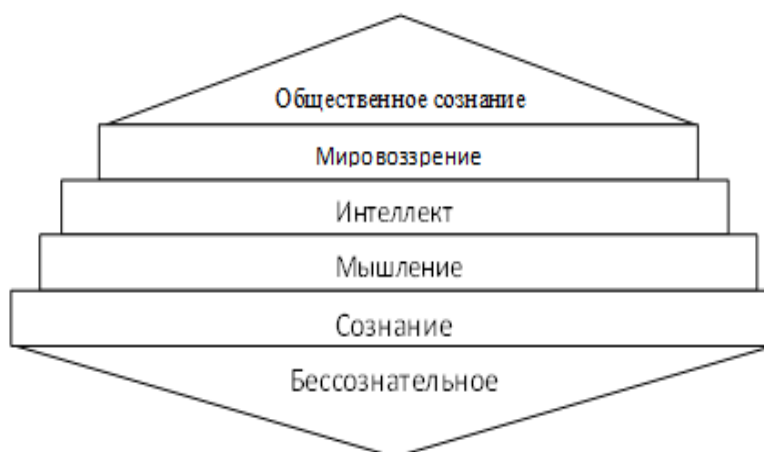 Общественное сознание
Мировоззрение
Интеллект
Мышление
Сознание
Бессознательное